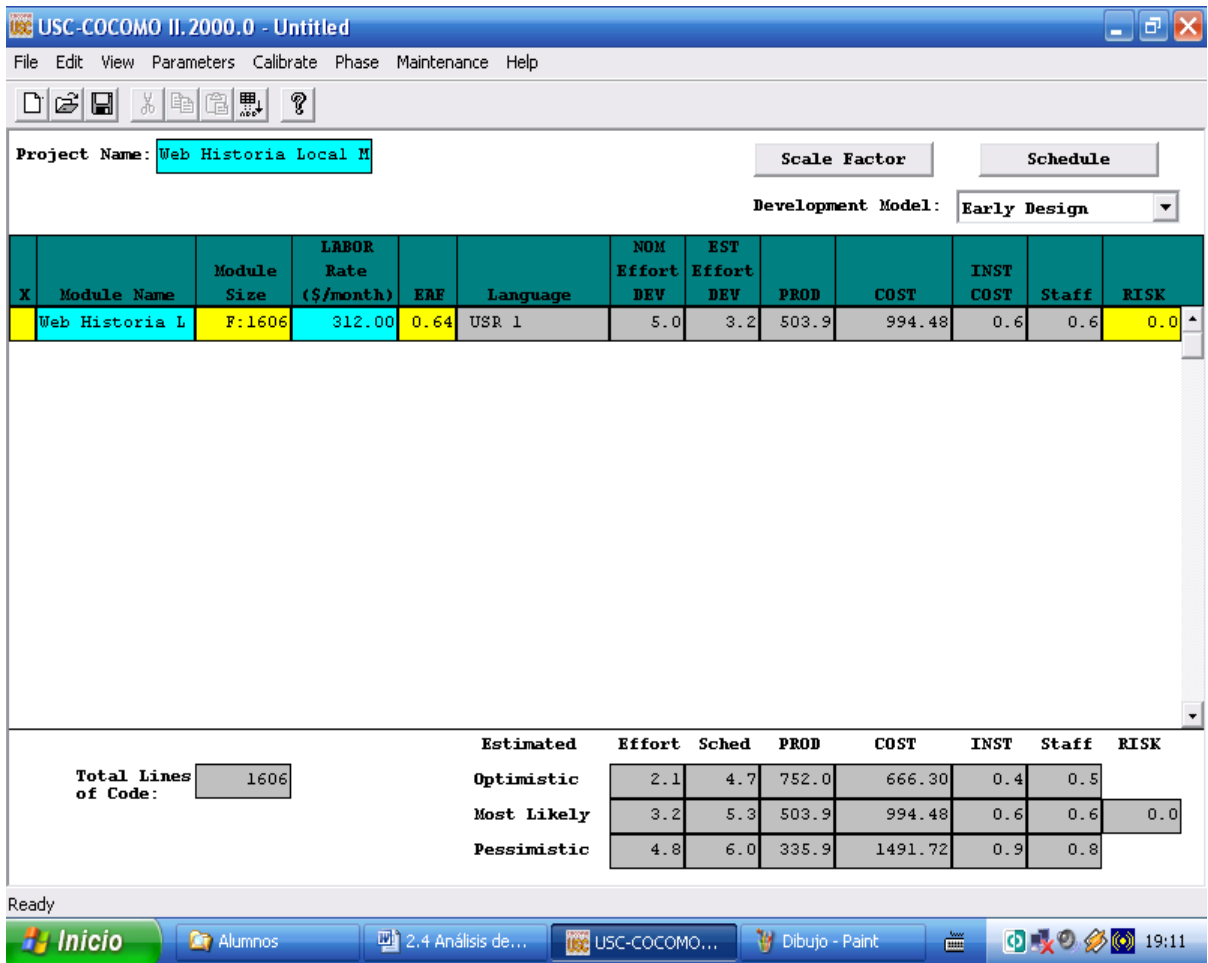 USC-COCOMO II.2000.0 - Untitled
File Edit View Parameters Calibrate Phase Maintenance Help
Project Name: Web Historia Local M
Scale Factor
Schedule
Development Model: Early Design
X
Module Name
Module Size
LABOR Rate ($/month)
EAF
Language
NOM Effort DEV
EST Effort DEV
PROD
COST
INST COST
Staff
RISK
Web Historia L F:1606 312.00 0.64 USR 1 5.0 3.2 503.9 994.48 0.6 0.6 0.0
Estimated Effort Sched PROD COST INST Staff RISK
Total Lines of Code: 1606
Optimistic 2.1 4.7 752.0 666.30 0.4 0.5
Most Likely 3.2 5.3 503.9 994.48 0.6 0.6 0.0
Pessimistic 4.8 6.0 335.9 1491.72 0.9 0.8
Ready
Inicio Alumnos 2.4 Análisis de... USC-COCOMO... Dibujo - Paint 19:11